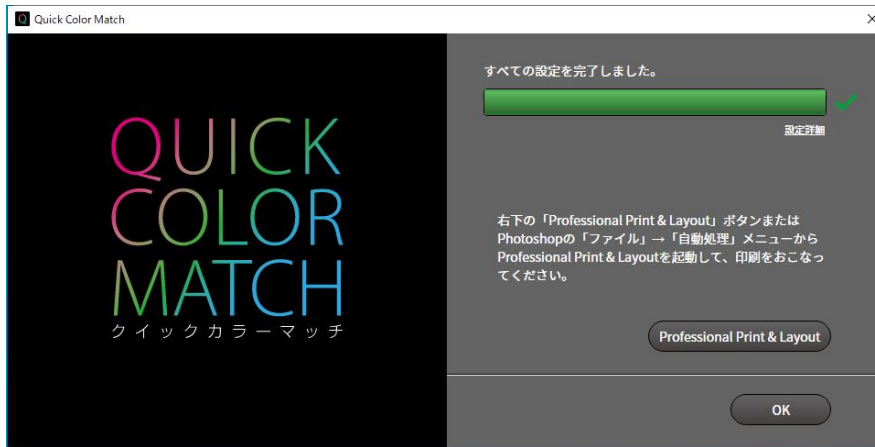 Quick Color Match
QUICK
COLOR
MATCH
クイックカラーマッチ
すべての設定を完了しました。
設定詳細
右下の「Professional Print & Layout」ボタンまたは
Photoshopの「ファイル」→「自動処理」メニューから
Professional Print & Layoutを起動して、印刷をおこなっ
てください。
Professional Print & Layout
OK